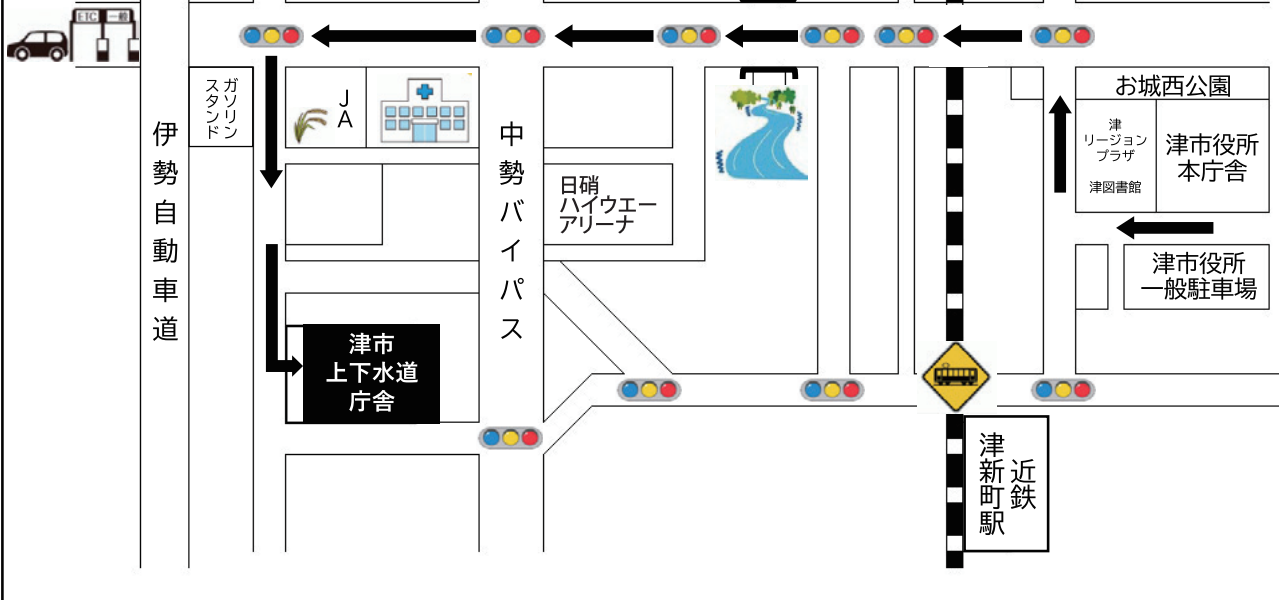 ETC 一般
ガソリン
スタンド
JA
お城西公園
津
リージョン
プラザ
津図書館
津市役所
本庁舎
伊勢自動車道
中勢バイパス
日硝
ハイウエー
アリーナ
津市役所
一般駐車場
津市
上下水道
庁舎
近鉄
津新町駅